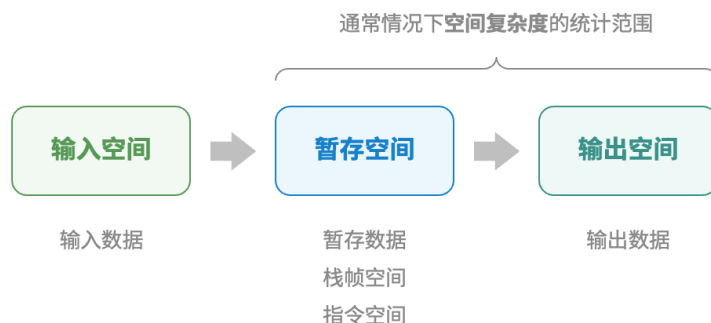 通常情况下空间复杂度的统计范围
输入空间
暂存空间
输出空间
输入数据
暂存数据
输出数据
栈帧空间
指令空间